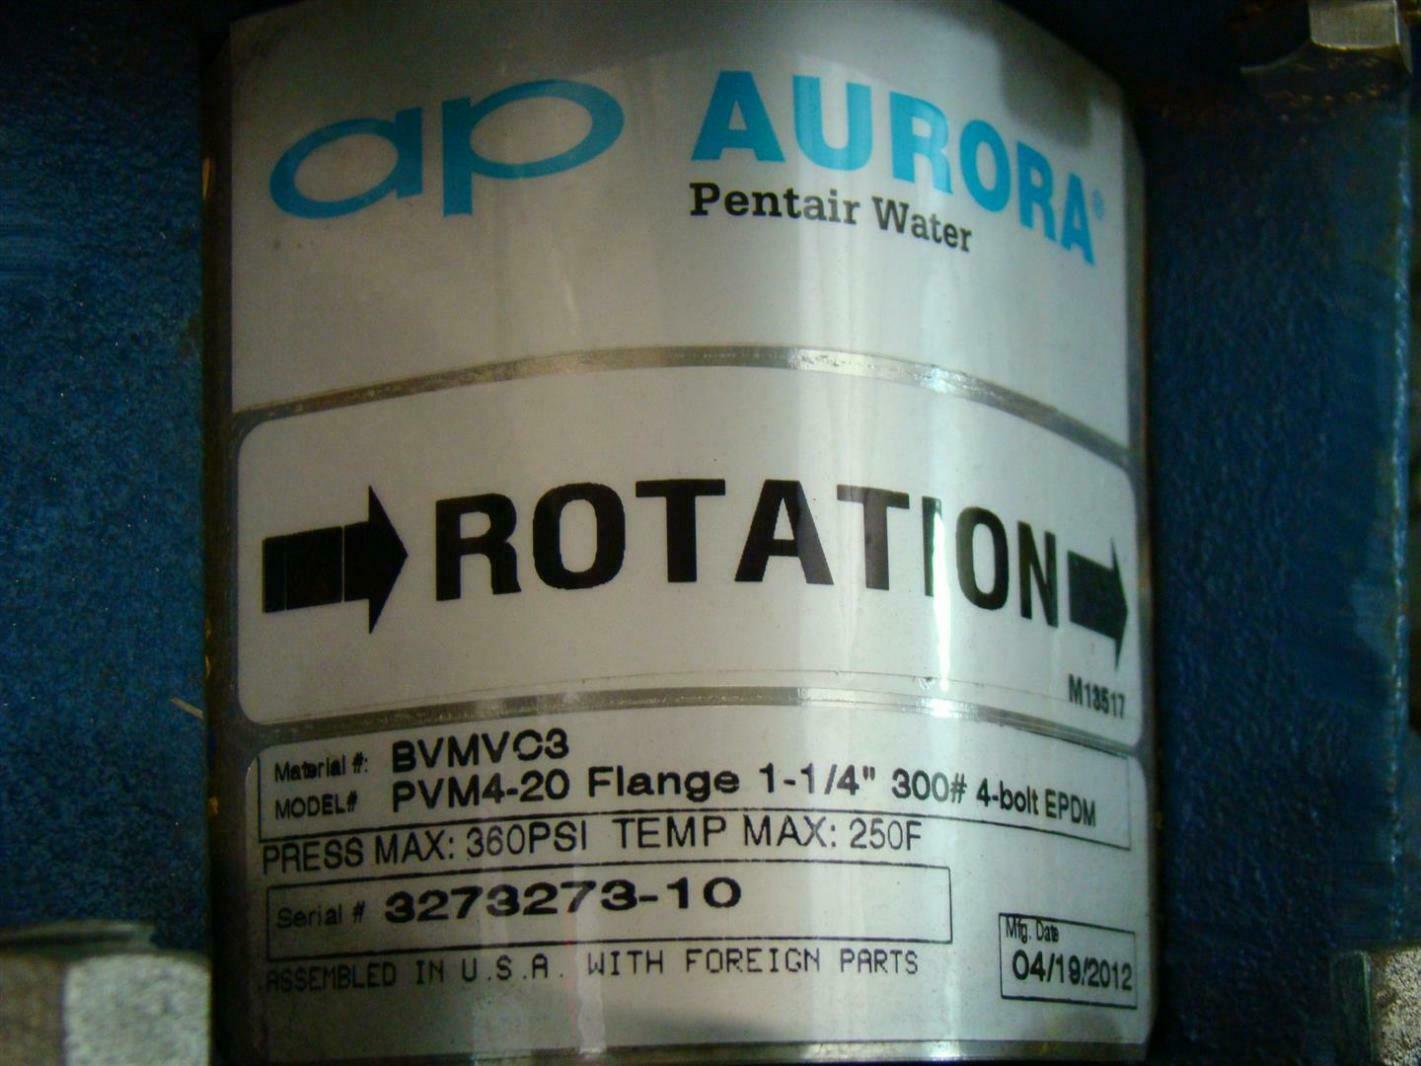 ap AURORA®
Pentair Water
ROTATION
M13517
Material #: BVMVC3
MODEL# PVM4-20 Flange 1-1/4" 300# 4-bolt EPDM
PRESS MAX: 360PSI TEMP MAX: 250F
Serial # 3273273-10
ASSEMBLED IN U.S.A. WITH FOREIGN PARTS
Mfg. Date
04/19/2012